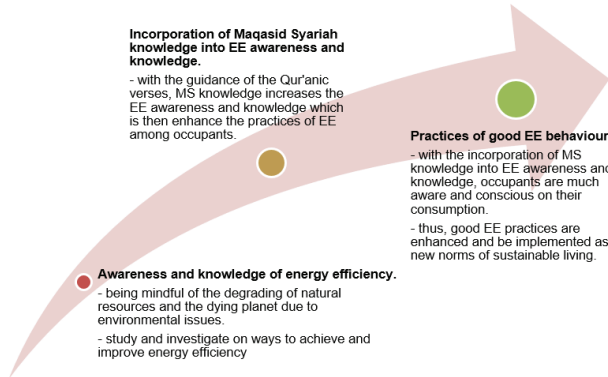 Incorporation of Maqasid Syariah
knowledge into EE awareness and
knowledge.
- with the guidance of the Qur'anic
verses, MS knowledge increases the
EE awareness and knowledge which
is then enhance the practices of EE
among occupants.
Practices of good EE behaviour
- with the incorporation of MS
knowledge into EE awareness and
knowledge, occupants are much
aware and conscious on their
consumption.
- thus, good EE practices are
enhanced and be implemented as
new norms of sustainable living.
Awareness and knowledge of energy efficiency.
- being mindful of the degrading of natural
resources and the dying planet due to
environmental issues.
- study and investigate on ways to achieve and
improve energy efficiency